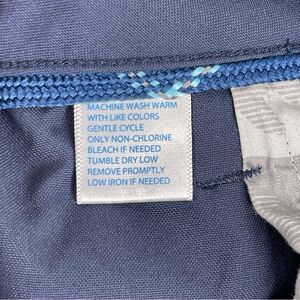 MACHINE WASH WARM
WITH LIKE COLORS
GENTLE CYCLE
ONLY NON-CHLORINE
BLEACH IF NEEDED
TUMBLE DRY LOW
REMOVE PROMPTLY
LOW IRON IF NEEDED